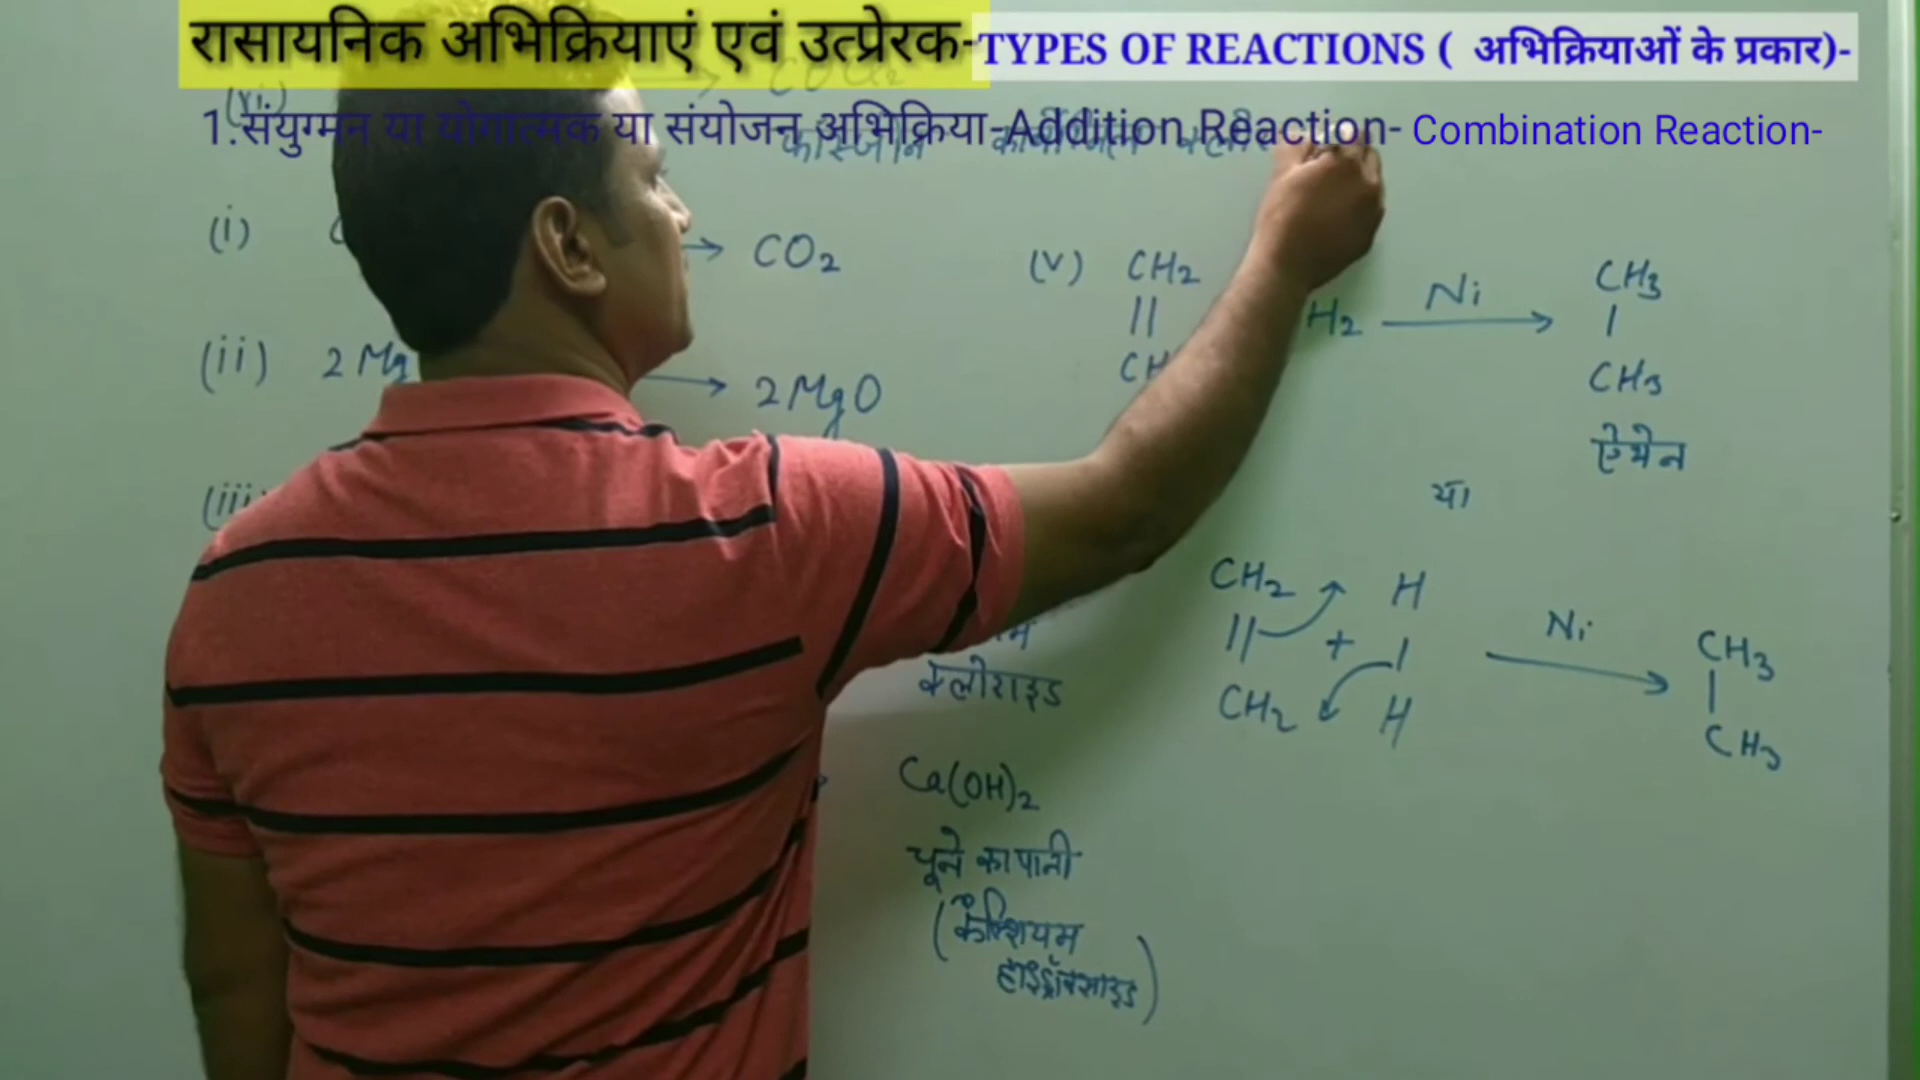 रासायनिक अभिक्रियाएं एवं उत्प्रेरक-TYPES OF REACTIONS ( अभिक्रियाओं के प्रकार)-
1.संयुग्मन या योगात्मक या संयोजन अभिक्रिया-Addition Reaction- Combination Reaction-
(vi)
फॉस्जीन
(i) → CO2
(ii) 2Mg → 2MgO
(iii
क्लोराइड
Ca(OH)2
चूने का पानी
(कैल्शियम
हाइड्रॉक्साइड)
(v) CH2
||
H2 Ni → CH3
|
CH3
ऐथेन
या
CH2 H
|| + | Ni →
CH2 H
CH3
|
CH3